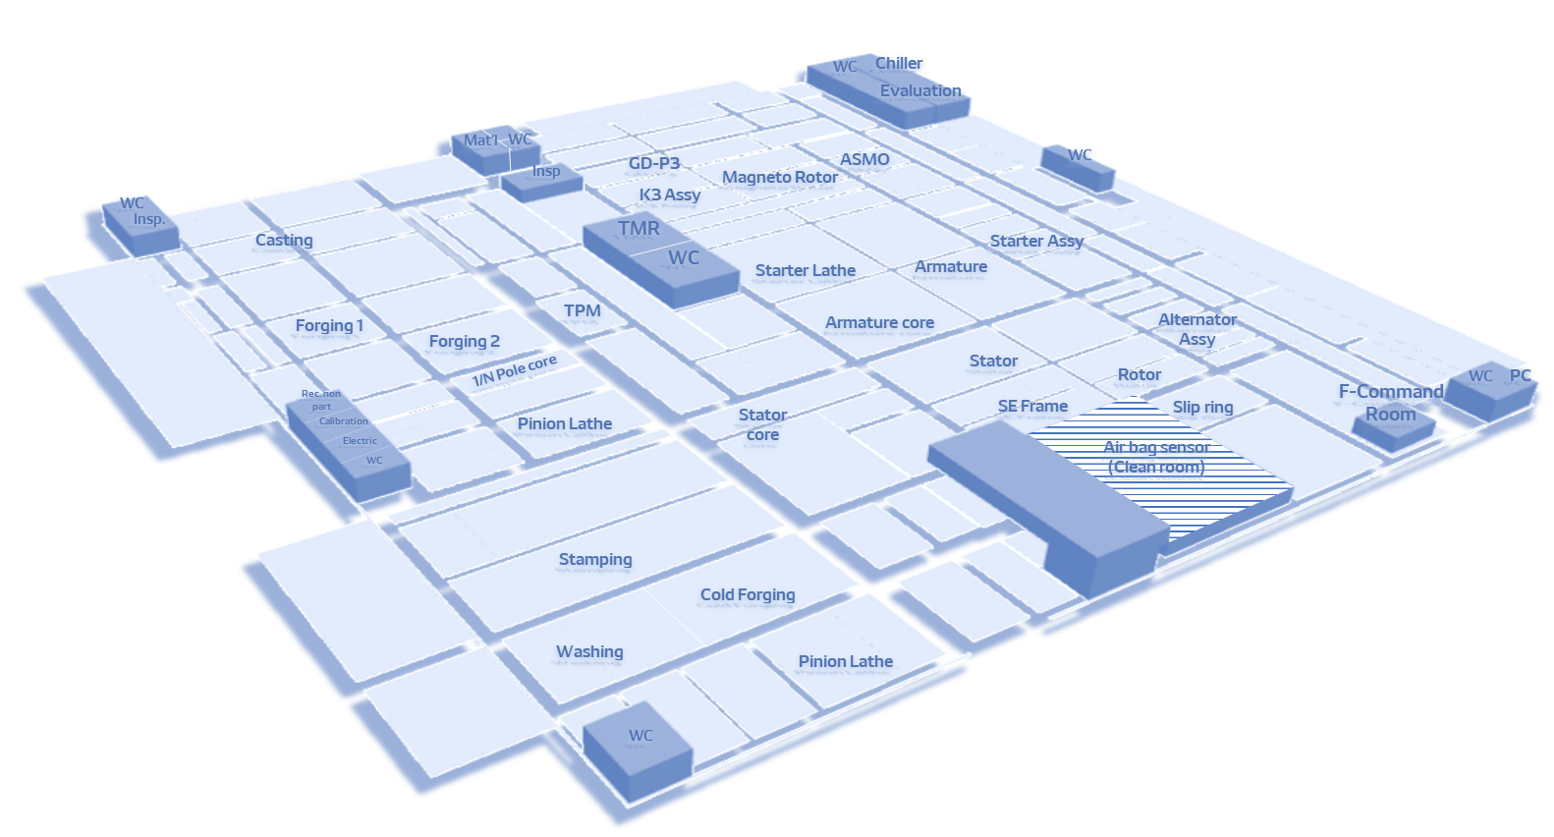 WC Chiller
Evaluation
Mat'l WC
Insp
GD-P3
ASMO
WC
Magneto Rotor
K3 Assy
WC
Insp.
TMR
WC
Casting
Starter Assy
Starter Lathe
Armature
TPM
Forging 1
Forging 2
Armature core
Alternator
Assy
1/N Pole core
Stator
Rotor
WC PC
F-Command
Room
Rec. non
part
Calibration
Electric
WC
Pinion Lathe
Stator
core
SE Frame
Slip ring
Air bag sensor
(Clean room)
Stamping
Cold Forging
Washing
Pinion Lathe
WC